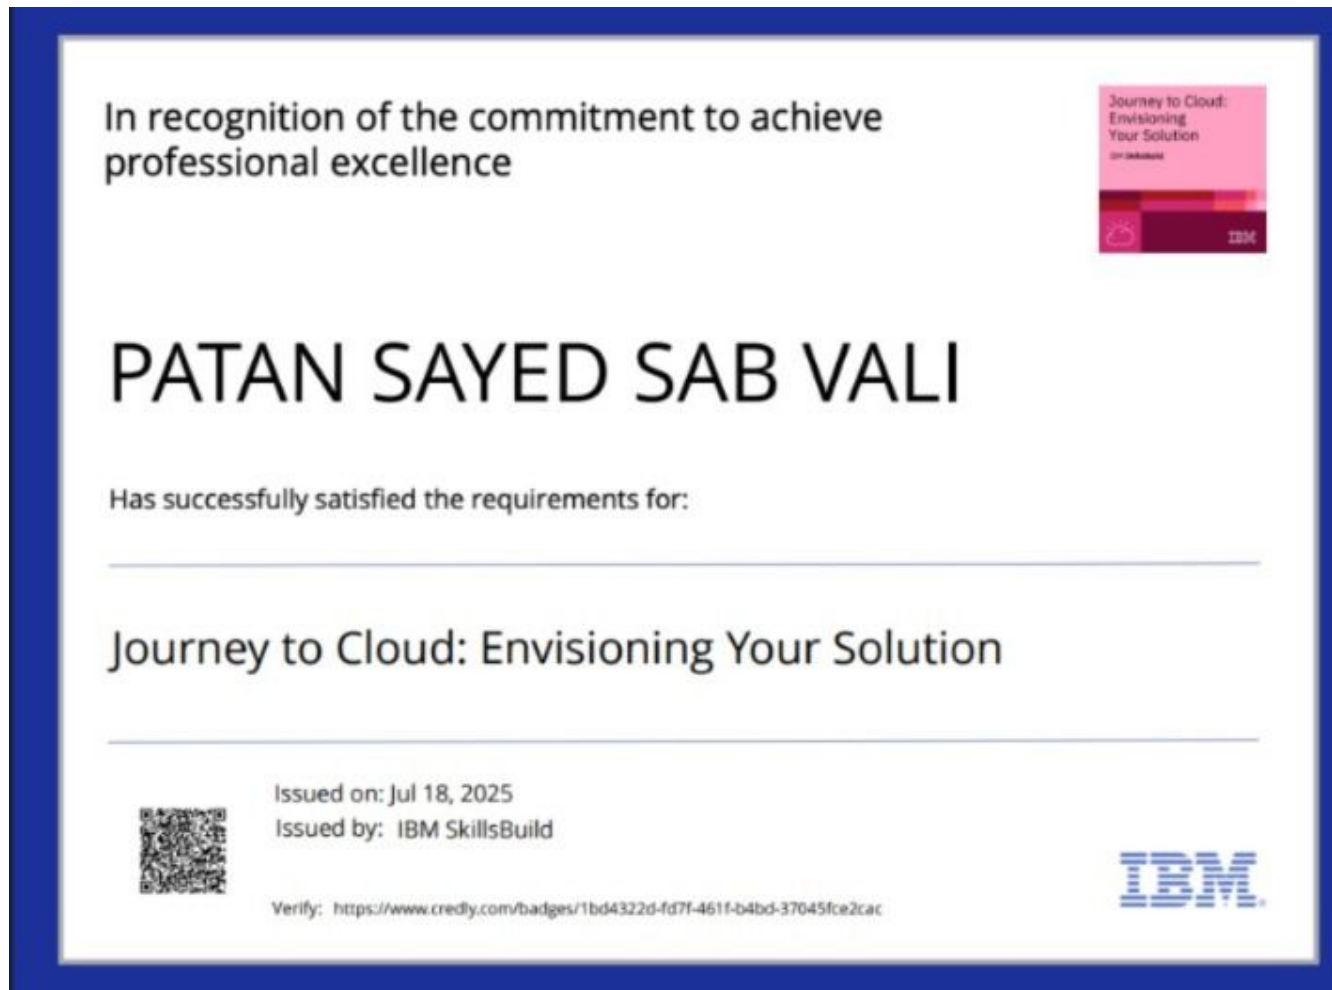 In recognition of the commitment to achieve
professional excellence
Journey to Cloud:
Envisioning
Your Solution
IBM SkillsBuild
IBM
PATAN SAYED SAB VALI
Has successfully satisfied the requirements for:
Journey to Cloud: Envisioning Your Solution
Issued on: Jul 18, 2025
Issued by: IBM SkillsBuild
Verify: https://www.credly.com/badges/1bd4322d-fd7f-461f-b4bd-37045fce2cac
IBM